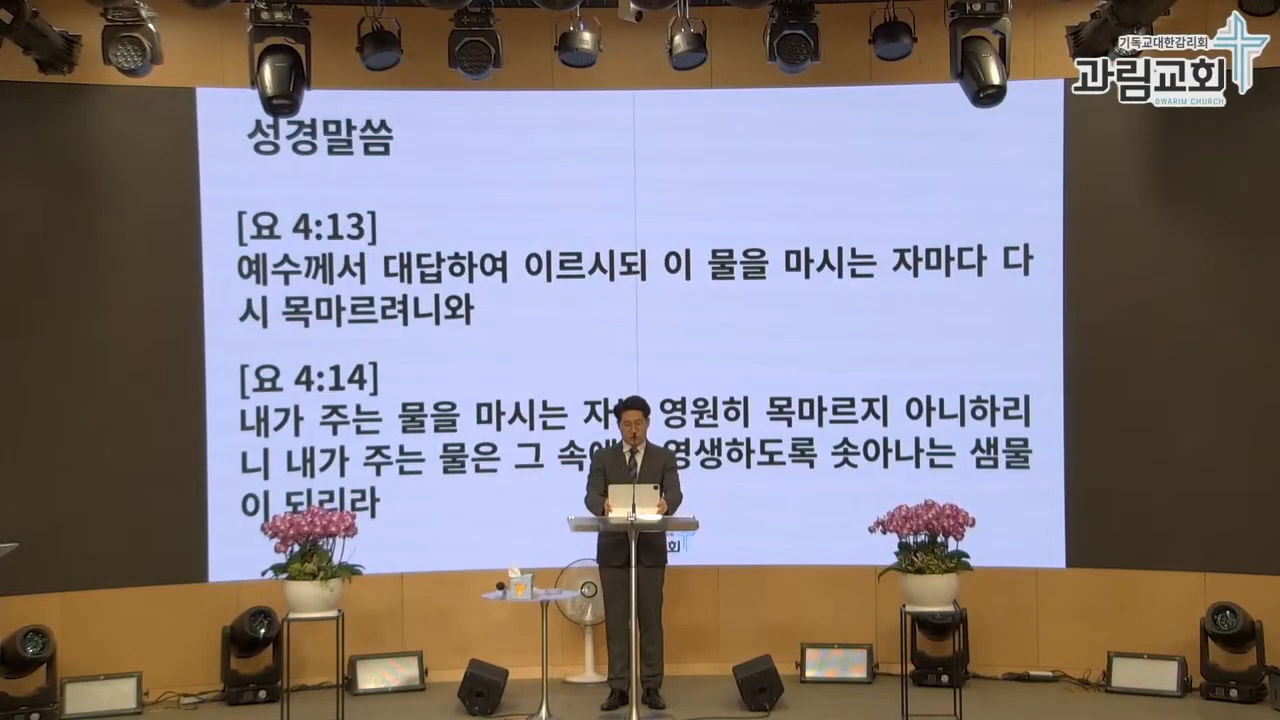 기독교대한감리회
과림교회
GWARIM CHURCH
성경말씀
[요 4:13]
예수께서 대답하여 이르시되 이 물을 마시는 자마다 다
시 목마르려니와
[요 4:14]
내가 주는 물을 마시는 영원히 목마르지 아니하리
니 내가 주는 물은 그 영생하도록 솟아나는 샘물
이 되리라